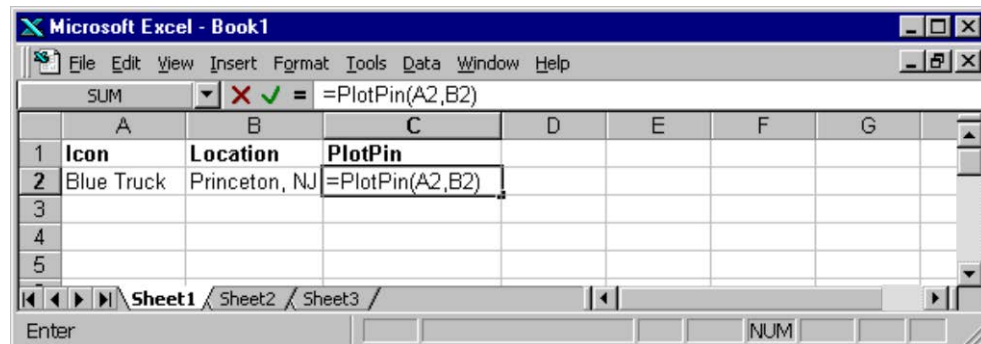 Microsoft Excel - Book1
File Edit View Insert Format Tools Data Window Help
SUM = =PlotPin(A2,B2)
A B C D E F G
1 Icon Location PlotPin
2 Blue Truck Princeton, NJ =PlotPin(A2,B2)
3
4
5
Sheet1 Sheet2 Sheet3
Enter NUM